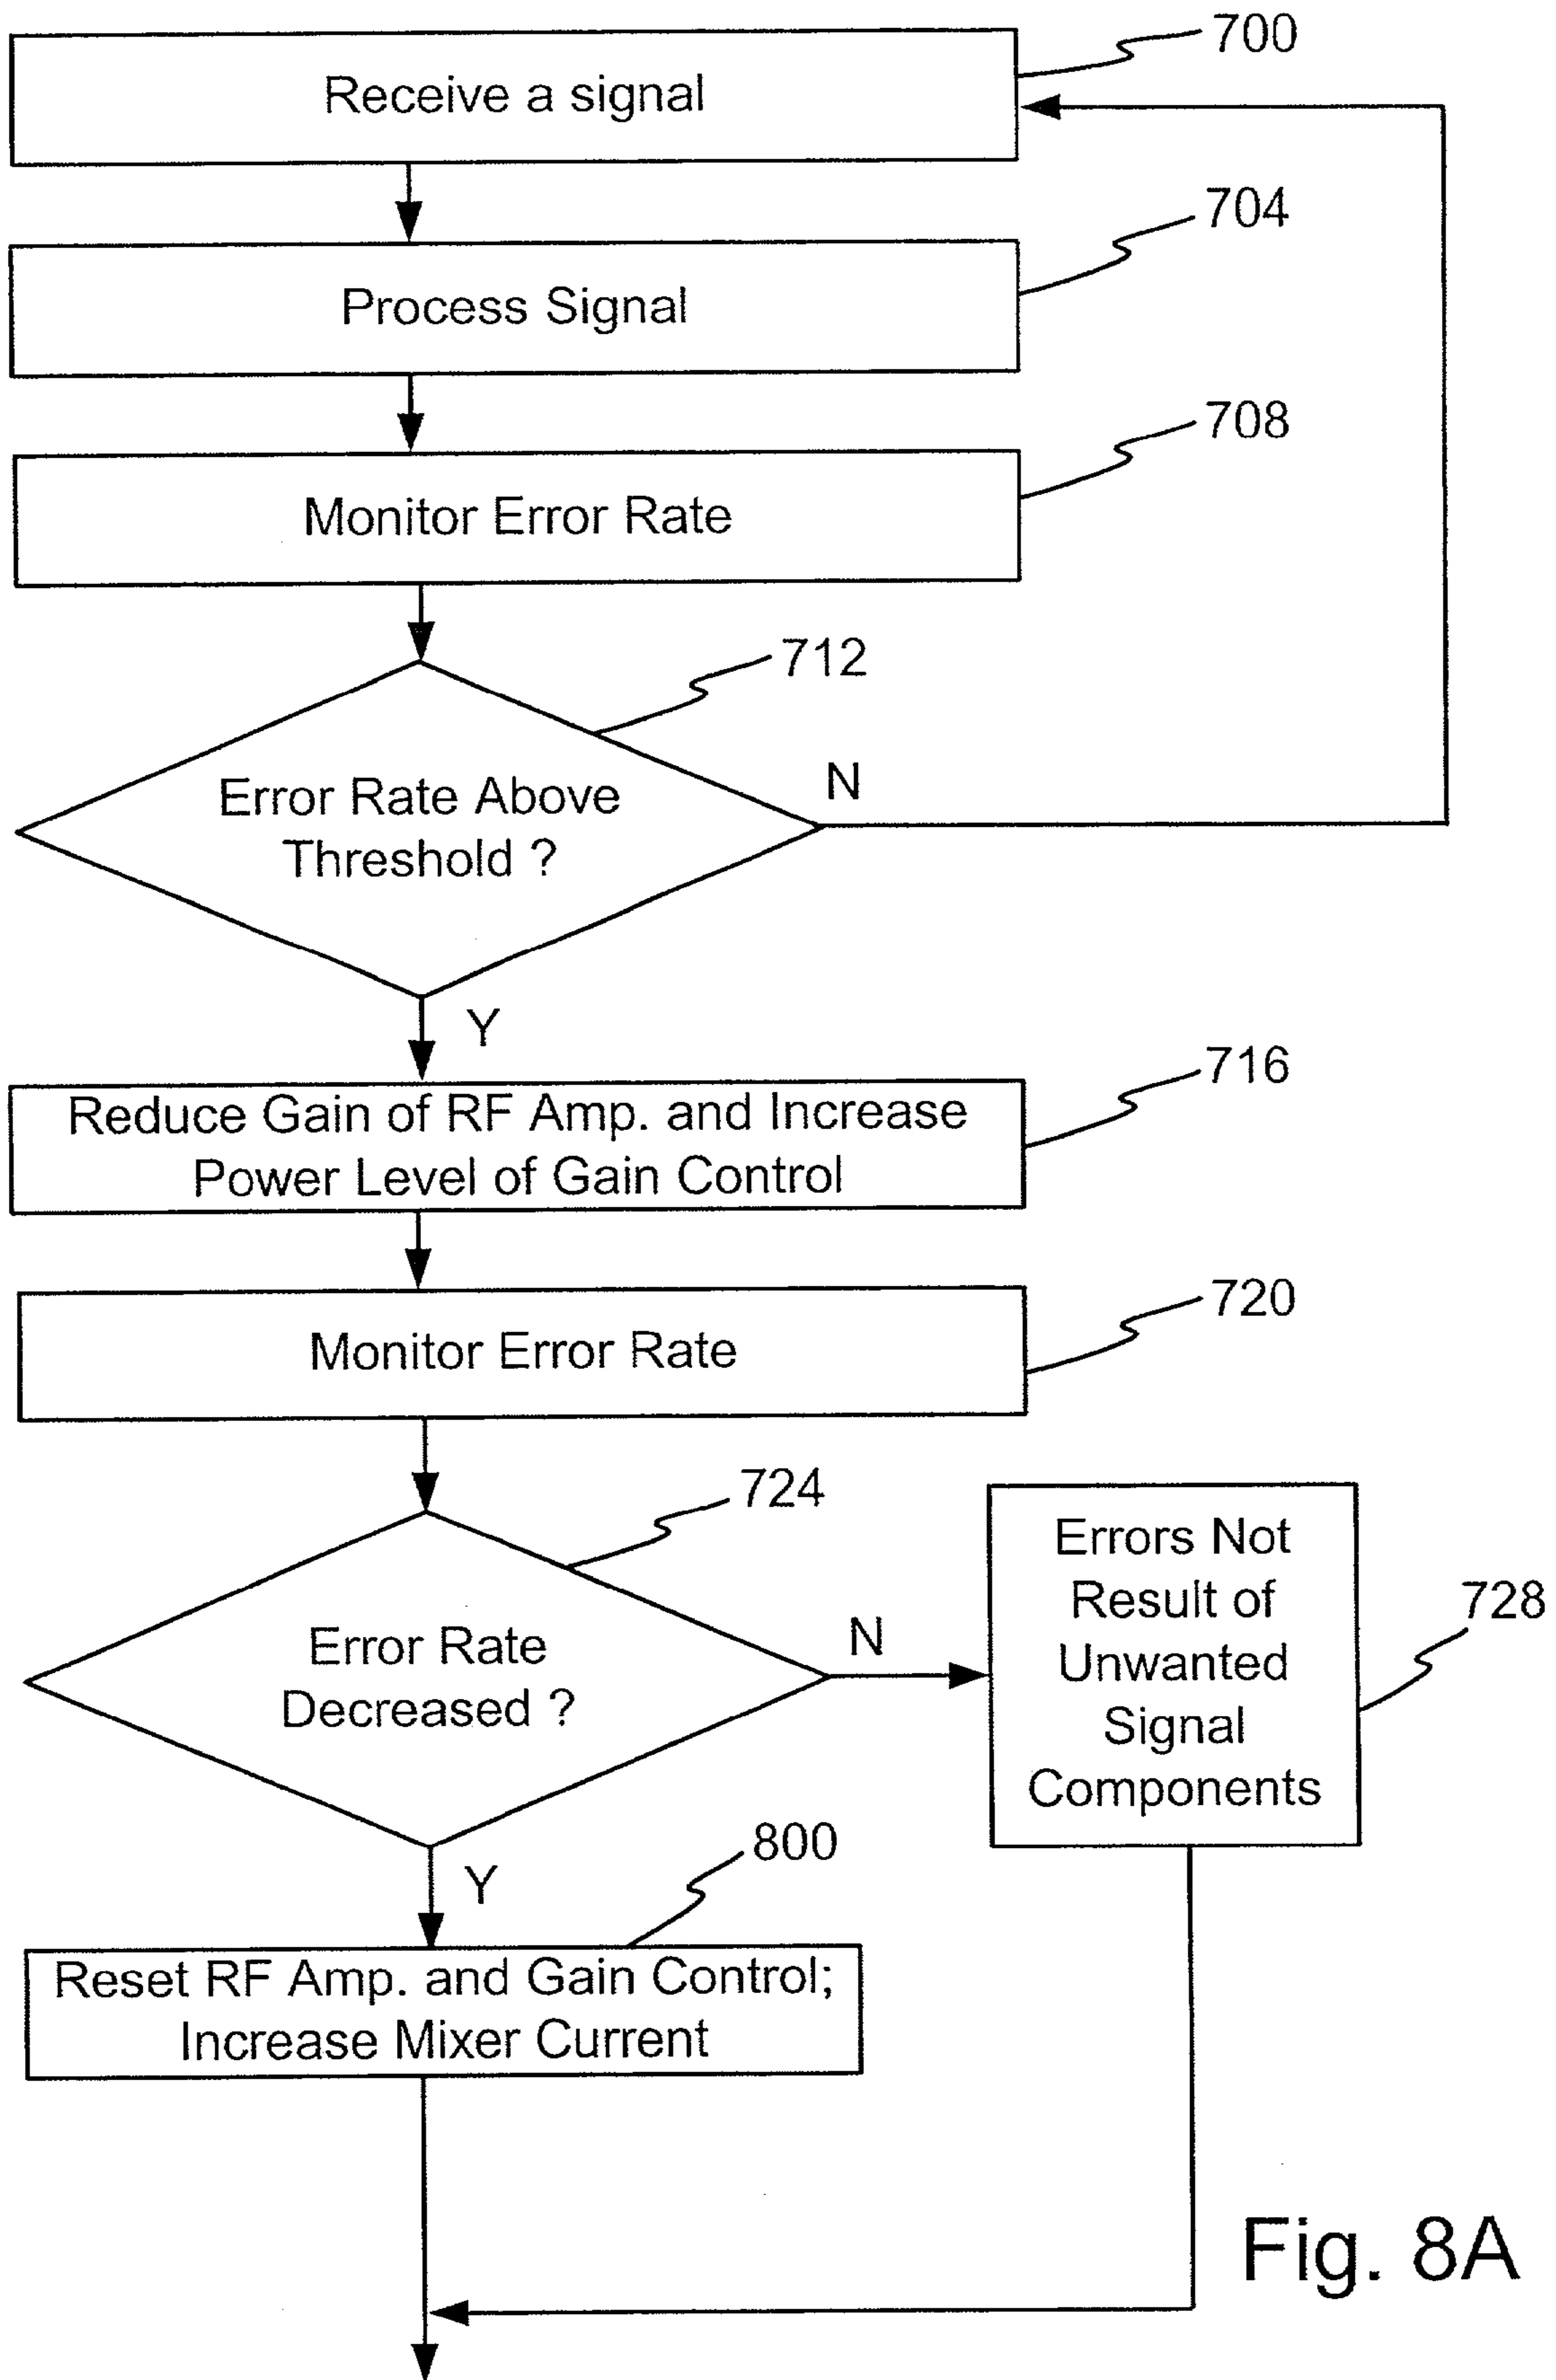 700
Receive a signal
704
Process Signal
708
Monitor Error Rate
712
Error Rate Above
Threshold ?
N
Y
716
Reduce Gain of RF Amp. and Increase
Power Level of Gain Control
720
Monitor Error Rate
724
Error Rate
Decreased ?
N
Errors Not
Result of
Unwanted
Signal
Components
728
Y
800
Reset RF Amp. and Gain Control;
Increase Mixer Current
Fig. 8A